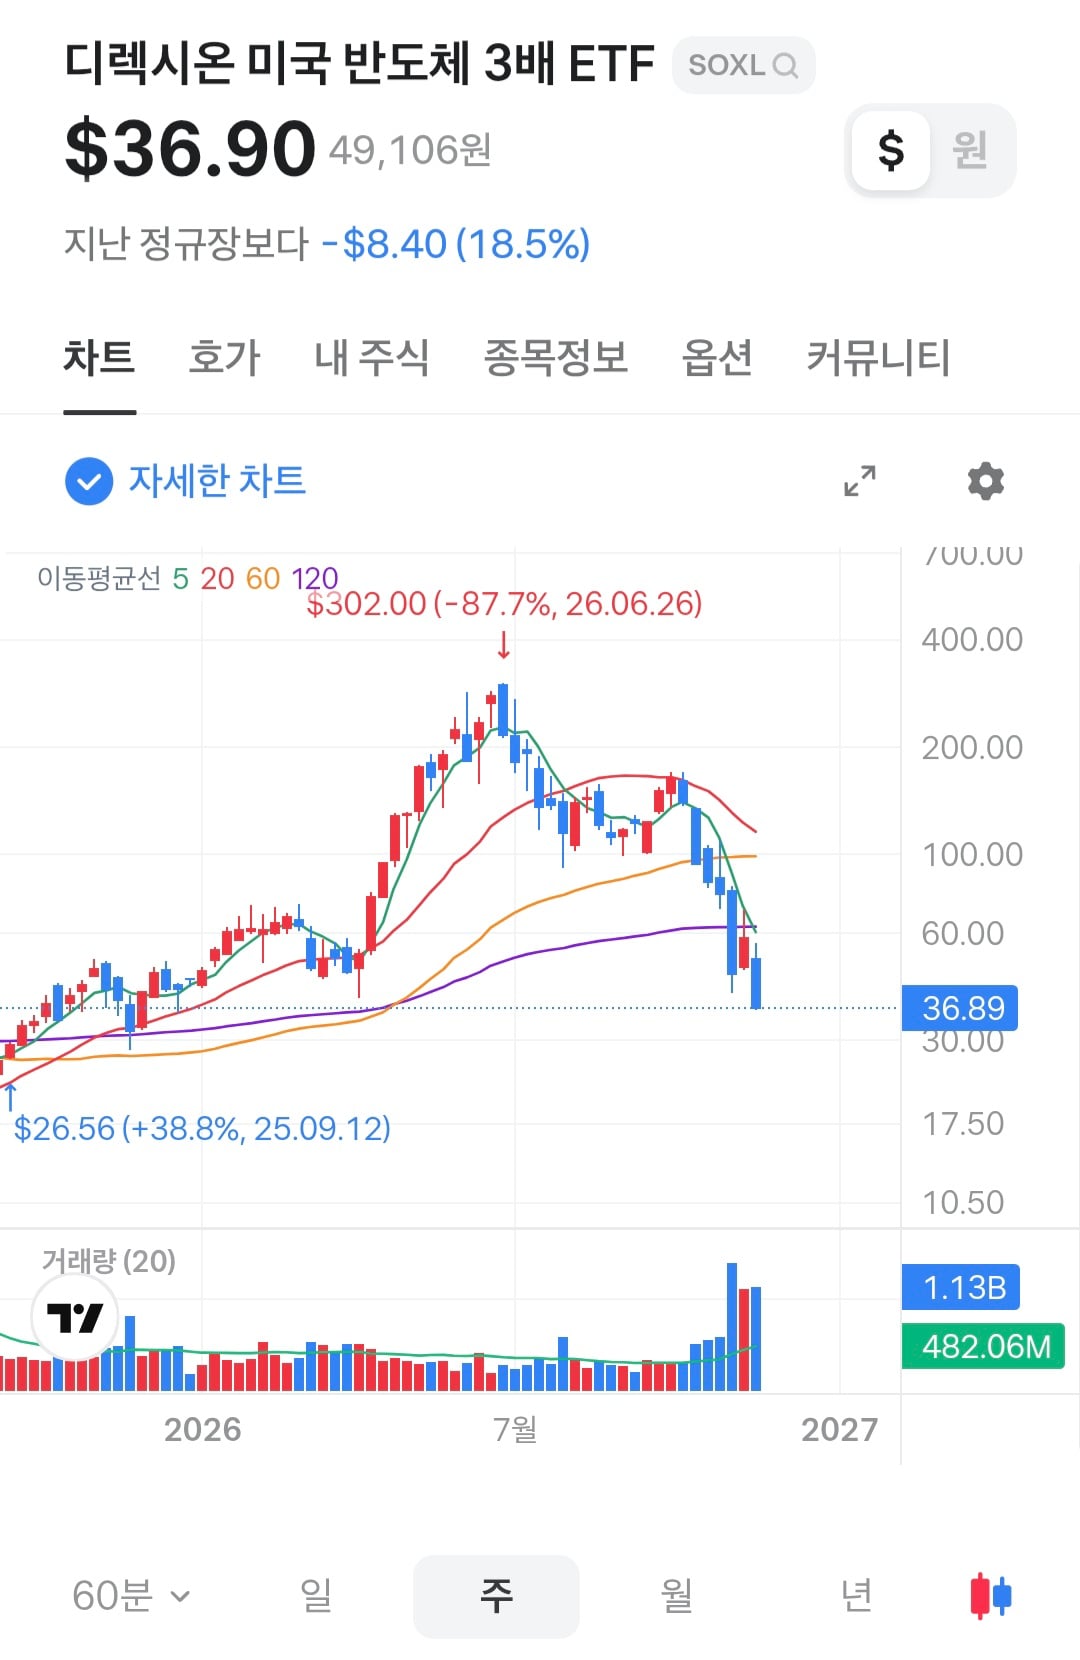 디렉시온 미국 반도체 3배 ETF SOXL
$36.90 49,106원
$ 원
지난 정규장보다 -$8.40 (18.5%)
차트 호가 내 주식 종목정보 옵션 커뮤니티
자세한 차트
700.00
이동평균선 5 20 60 120
$302.00 (-87.7%, 26.06.26)
400.00
200.00
100.00
60.00
36.89
30.00
$26.56 (+38.8%, 25.09.12)
17.50
10.50
거래량 (20)
1.13B
482.06M
2026 7월 2027
60분 일 주 월 년